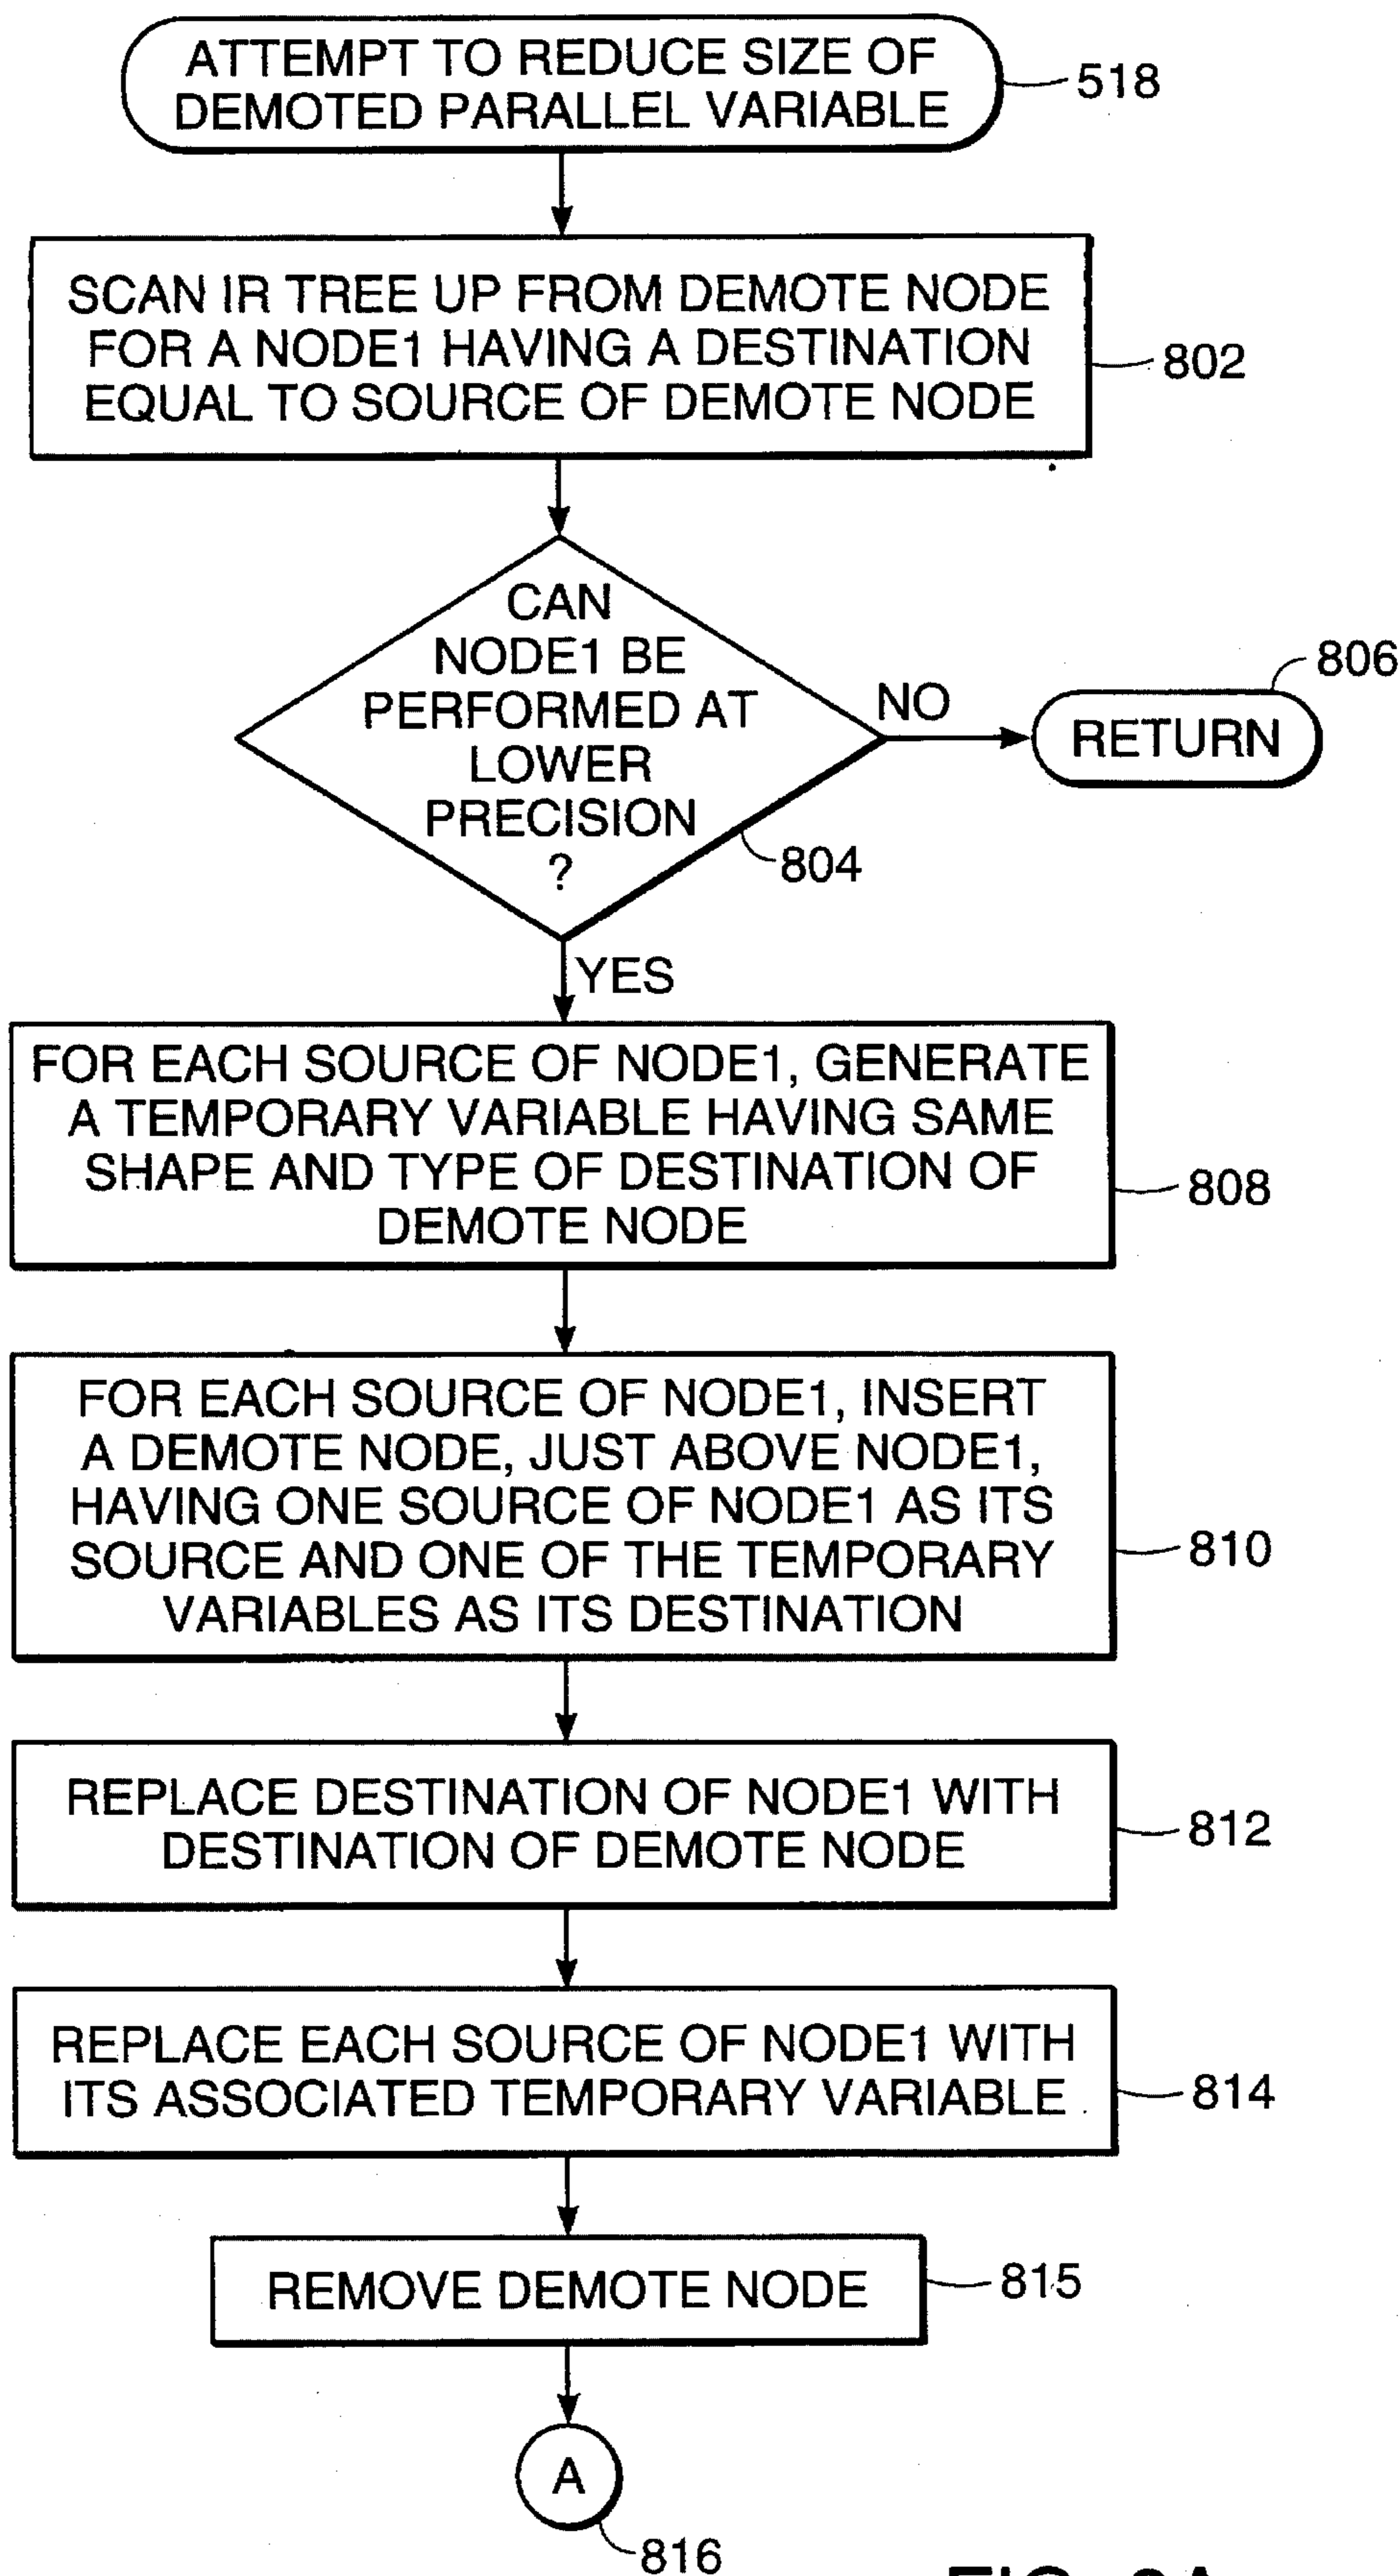 ATTEMPT TO REDUCE SIZE OF
DEMOTED PARALLEL VARIABLE
518
SCAN IR TREE UP FROM DEMOTE NODE
FOR A NODE1 HAVING A DESTINATION
EQUAL TO SOURCE OF DEMOTE NODE
802
CAN
NODE1 BE
PERFORMED AT
LOWER
PRECISION
?
804
NO
RETURN
806
YES
FOR EACH SOURCE OF NODE1, GENERATE
A TEMPORARY VARIABLE HAVING SAME
SHAPE AND TYPE OF DESTINATION OF
DEMOTE NODE
808
FOR EACH SOURCE OF NODE1, INSERT
A DEMOTE NODE, JUST ABOVE NODE1,
HAVING ONE SOURCE OF NODE1 AS ITS
SOURCE AND ONE OF THE TEMPORARY
VARIABLES AS ITS DESTINATION
810
REPLACE DESTINATION OF NODE1 WITH
DESTINATION OF DEMOTE NODE
812
REPLACE EACH SOURCE OF NODE1 WITH
ITS ASSOCIATED TEMPORARY VARIABLE
814
REMOVE DEMOTE NODE
815
A
816